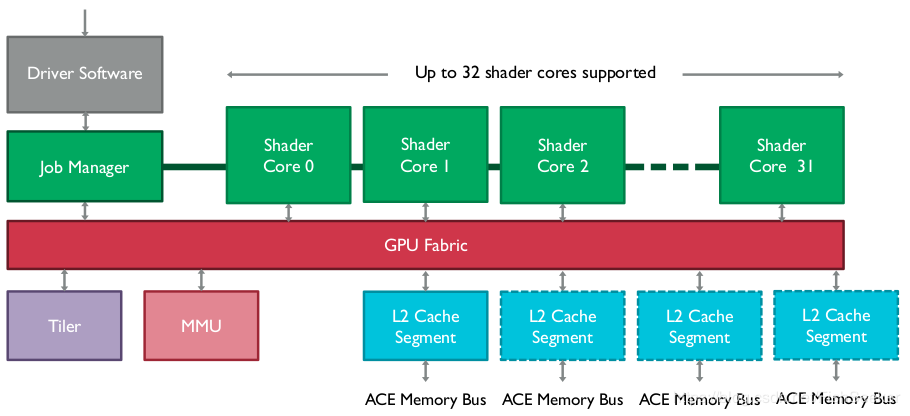 Driver Software
Up to 32 shader cores supported
Job Manager
Shader
Core 0
Shader
Core 1
Shader
Core 2
Shader
Core 31
GPU Fabric
Tiler
MMU
L2 Cache
Segment
L2 Cache
Segment
L2 Cache
Segment
L2 Cache
Segment
ACE Memory Bus
ACE Memory Bus
ACE Memory Bus
ACE Memory Bus